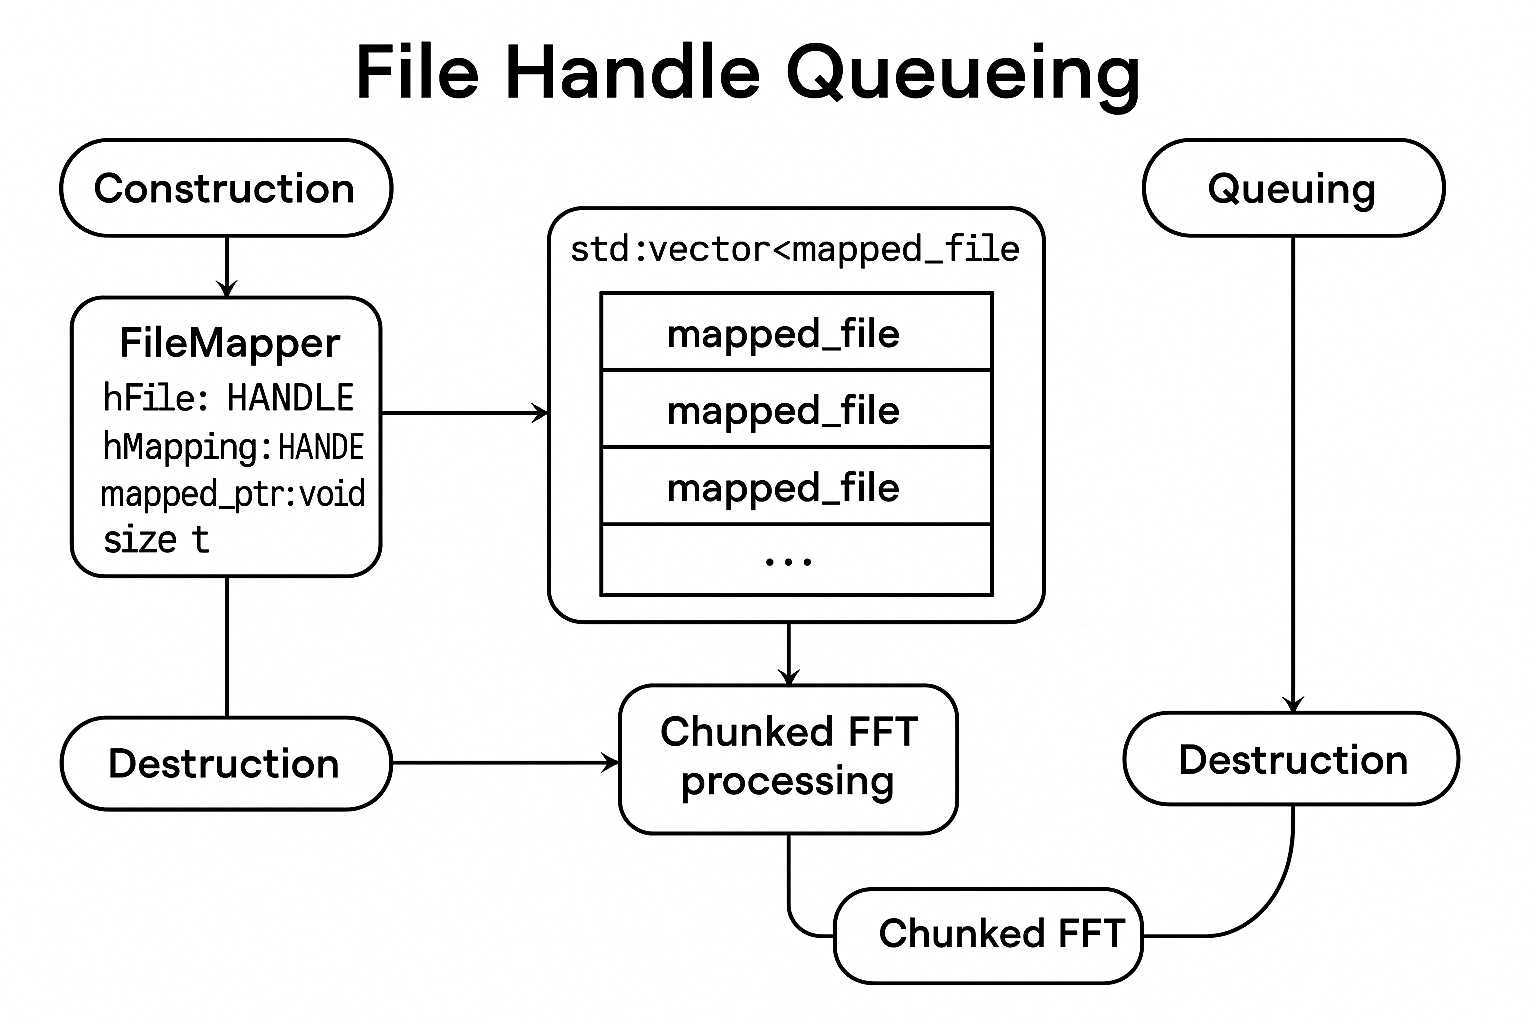 File Handle Queueing
Construction
FileMapper
hFile: HANDLE
hMapping:HANDE
mapped_ptr:void
size t
Destruction
std:vector<mapped_file
mapped_file
mapped_file
mapped_file
...
Chunked FFT
processing
Chunked FFT
Queuing
Destruction